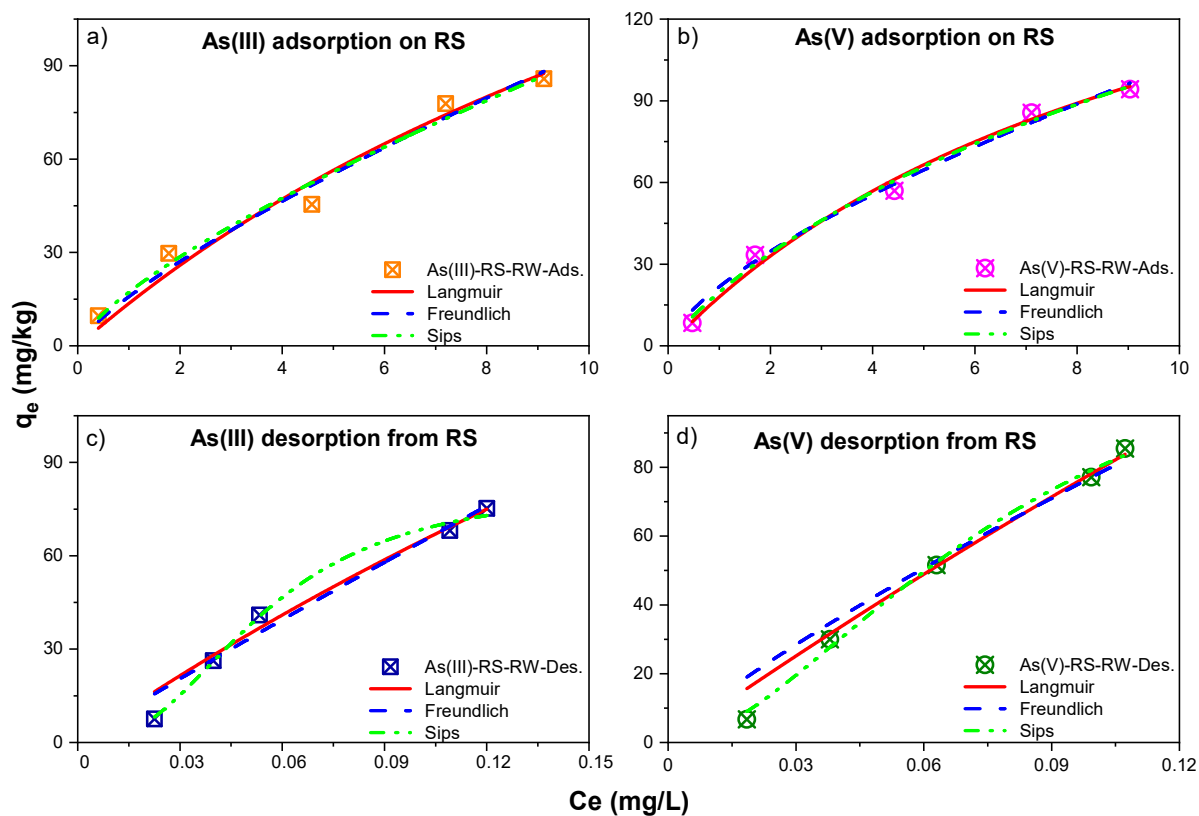 a)
As(III) adsorption on RS
90
60
30
0
0 2 4 6 8 10
As(III)-RS-RW-Ads.
Langmuir
Freundlich
Sips
b)
As(V) adsorption on RS
120
90
60
30
0
0 2 4 6 8 10
As(V)-RS-RW-Ads.
Langmuir
Freundlich
Sips
qe (mg/kg)
c)
As(III) desorption from RS
90
60
30
0
0 0.03 0.06 0.09 0.12 0.15
As(III)-RS-RW-Des.
Langmuir
Freundlich
Sips
d)
As(V) desorption from RS
80
60
40
20
0
0 0.03 0.06 0.09 0.12
As(V)-RS-RW-Des.
Langmuir
Freundlich
Sips
Ce (mg/L)